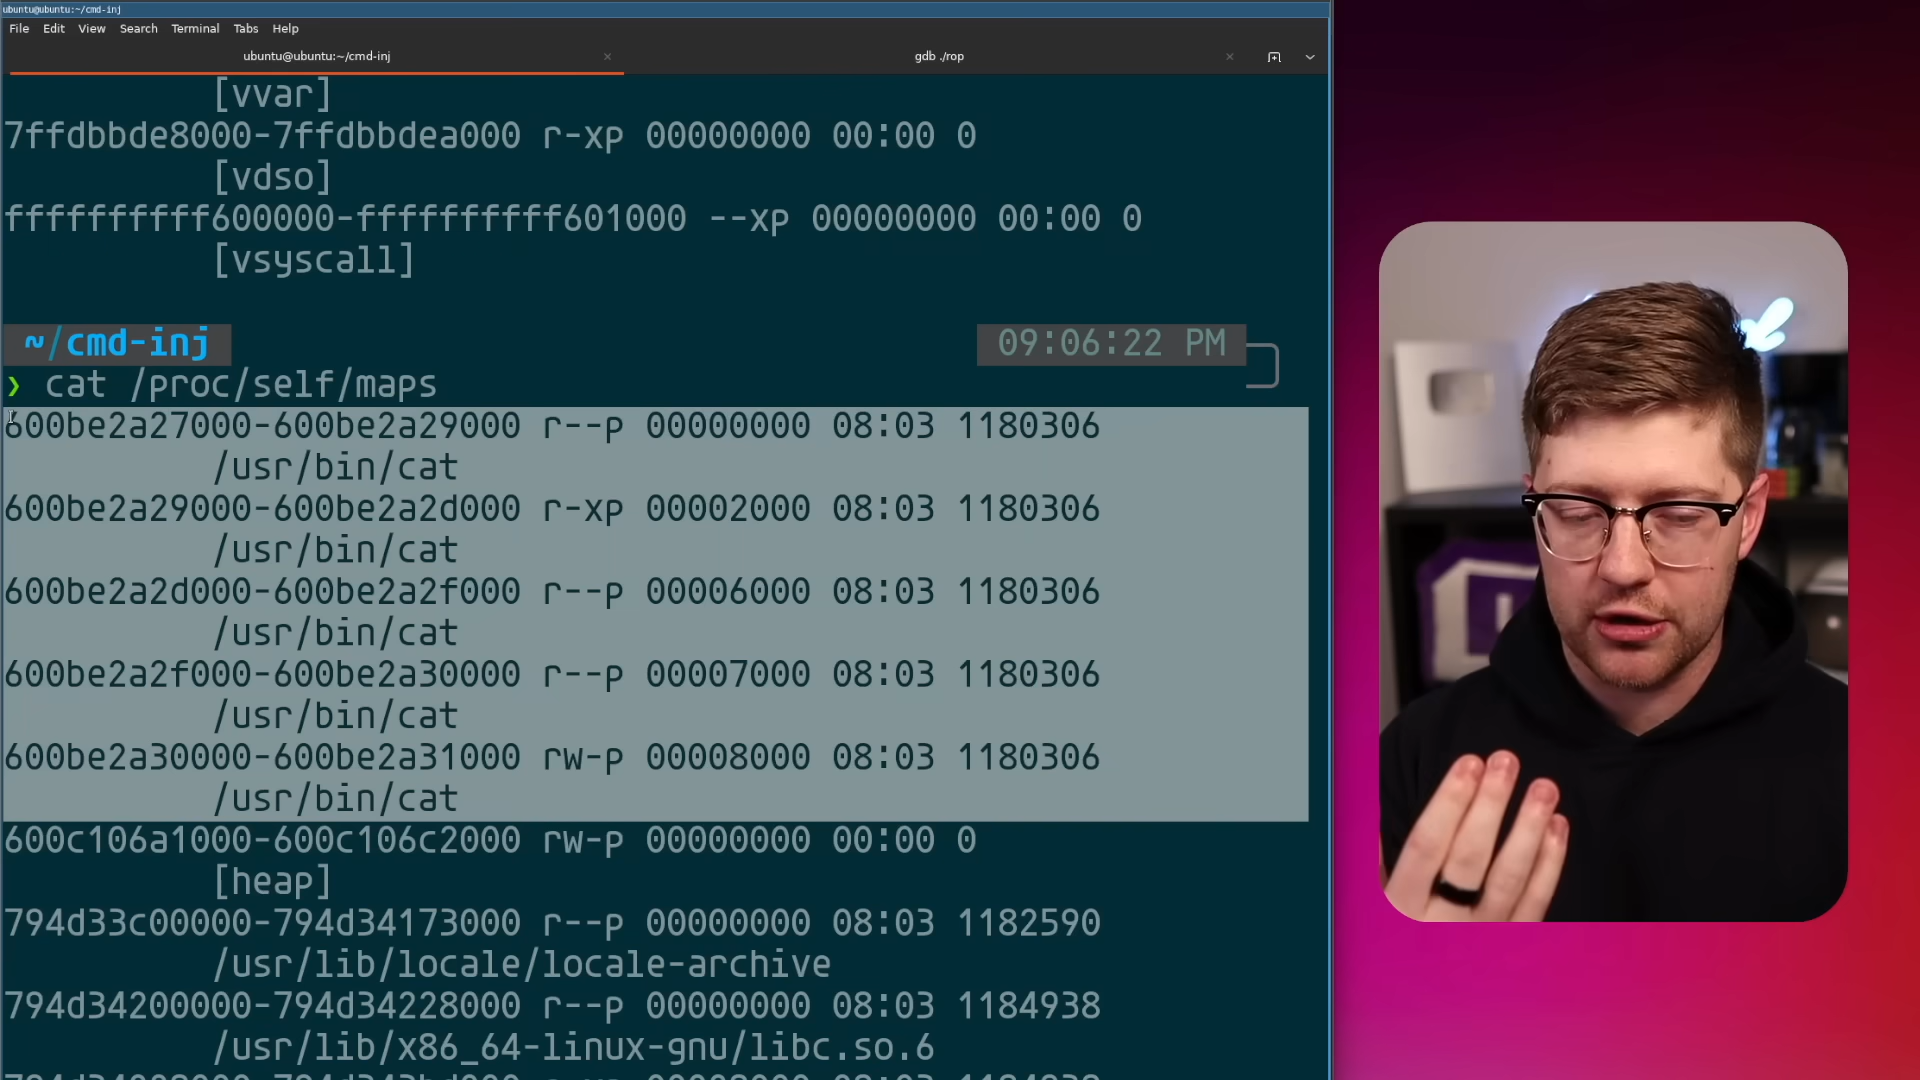 ubuntu@ubuntu:~/cmd-inj
File Edit View Search Terminal Tabs Help
ubuntu@ubuntu:~/cmd-inj × gdb ./rop ×
[vvar]
7ffdbbde8000-7ffdbbdea000 r-xp 00000000 00:00 0
[vdso]
ffffffffff600000-ffffffffff601000 --xp 00000000 00:00 0
[vsyscall]
~/cmd-inj 09:06:22 PM
❯ cat /proc/self/maps
600be2a27000-600be2a29000 r--p 00000000 08:03 1180306
/usr/bin/cat
600be2a29000-600be2a2d000 r-xp 00002000 08:03 1180306
/usr/bin/cat
600be2a2d000-600be2a2f000 r--p 00006000 08:03 1180306
/usr/bin/cat
600be2a2f000-600be2a30000 r--p 00007000 08:03 1180306
/usr/bin/cat
600be2a30000-600be2a31000 rw-p 00008000 08:03 1180306
/usr/bin/cat
600c106a1000-600c106c2000 rw-p 00000000 00:00 0
[heap]
794d33c00000-794d34173000 r--p 00000000 08:03 1182590
/usr/lib/locale/locale-archive
794d34200000-794d34228000 r--p 00000000 08:03 1184938
/usr/lib/x86_64-linux-gnu/libc.so.6